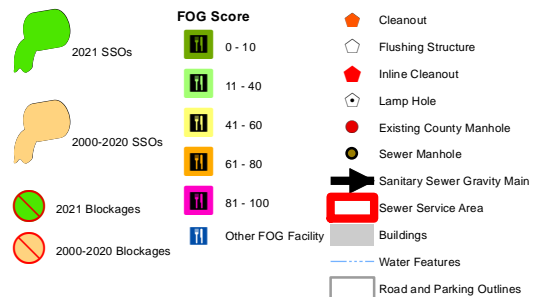 2021 SSOs
2000-2020 SSOs
2021 Blockages
2000-2020 Blockages
FOG Score
0 - 10
11 - 40
41 - 60
61 - 80
81 - 100
Other FOG Facility
Cleanout
Flushing Structure
Inline Cleanout
Lamp Hole
Existing County Manhole
Sewer Manhole
Sanitary Sewer Gravity Main
Sewer Service Area
Buildings
Water Features
Road and Parking Outlines